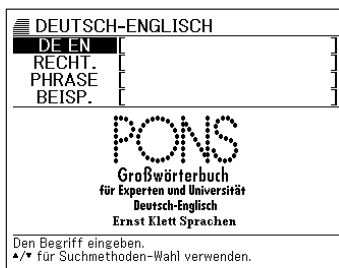 DEUTSCH-ENGLISCH
DE EN [ ]
RECHT. [ ]
PHRASE [ ]
BEISP. [ ]
PONS
Großwörterbuch
für Experten und Universität
Deutsch-Englisch
Ernst Klett Sprachen
Den Begriff eingeben.
▲/▼ für Suchmethoden-Wahl verwenden.